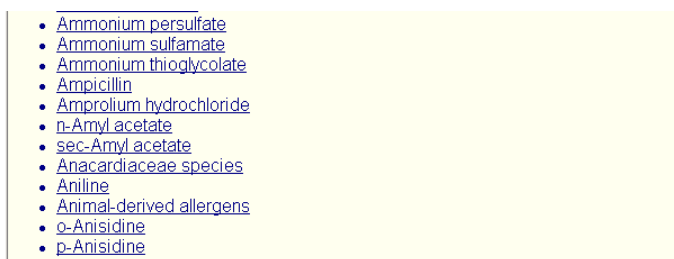 Ammonium persulfate
Ammonium sulfamate
Ammonium thioglycolate
Ampicillin
Amprolium hydrochloride
n-Amyl acetate
sec-Amyl acetate
Anacardiaceae species
Aniline
Animal-derived allergens
o-Anisidine
p-Anisidine